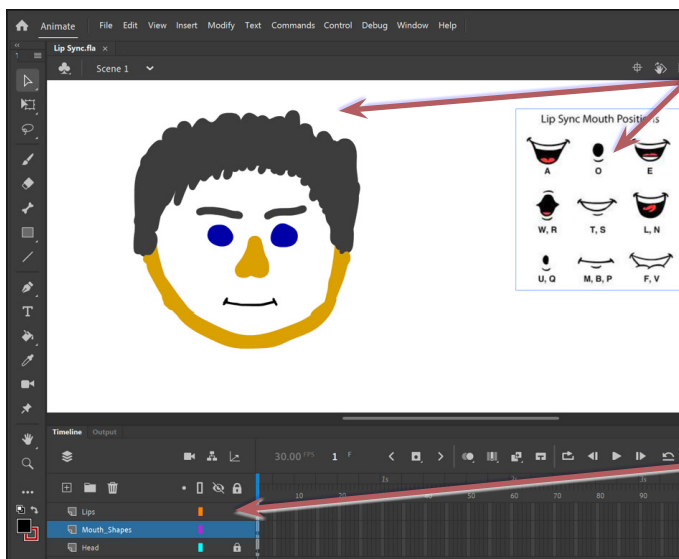 Animate File Edit View Insert Modify Text Commands Control Debug Window Help
Lip Sync.fla ×
Scene 1
Lip Sync Mouth Positions
A O E
W, R T, S L, N
U, Q M, B, P F, V
Timeline Output
30.00 FPS 1 F
1s 3s
10 20 40 50 60 70 80 90
Lips
Mouth_Shapes
Head